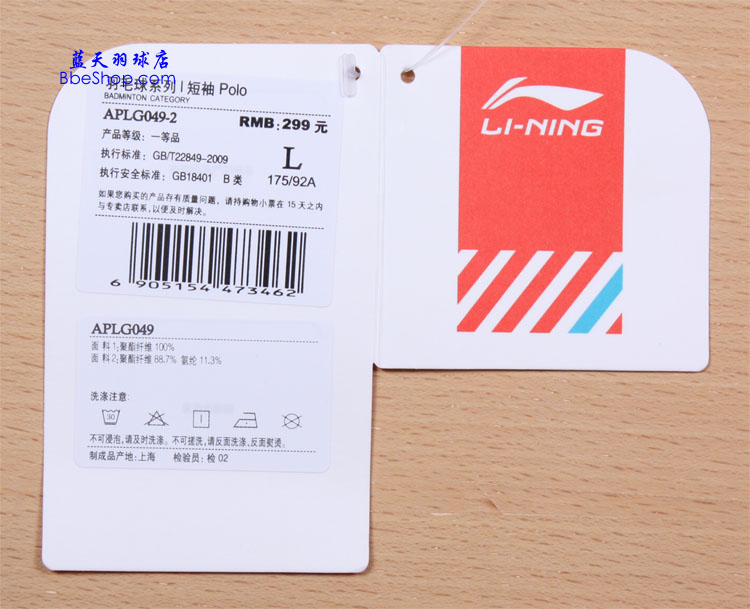 蓝天羽球店
BbeShop.com
羽毛球系列 | 短袖 Polo
BADMINTON CATEGORY
APLG049-2
RMB: 299 元
产品等级: 一等品
执行标准: GB/T22849-2009
L
执行安全标准: GB18401 B 类
175/92A
如果您购买的产品存有质量问题, 请持购物小票在 15 天之内
与专卖店联系, 以便及时解决。
6 905154 473462
APLG049
面 料 1: 聚酯纤维 100%
面 料 2: 聚酯纤维 88.7% 氨纶 11.3%
洗涤注意:
30
不可浸泡, 请及时洗涤。不可搓洗, 请反面洗涤、反面熨烫。
制成品产地: 上海 检验员: 检 02
LI-NING